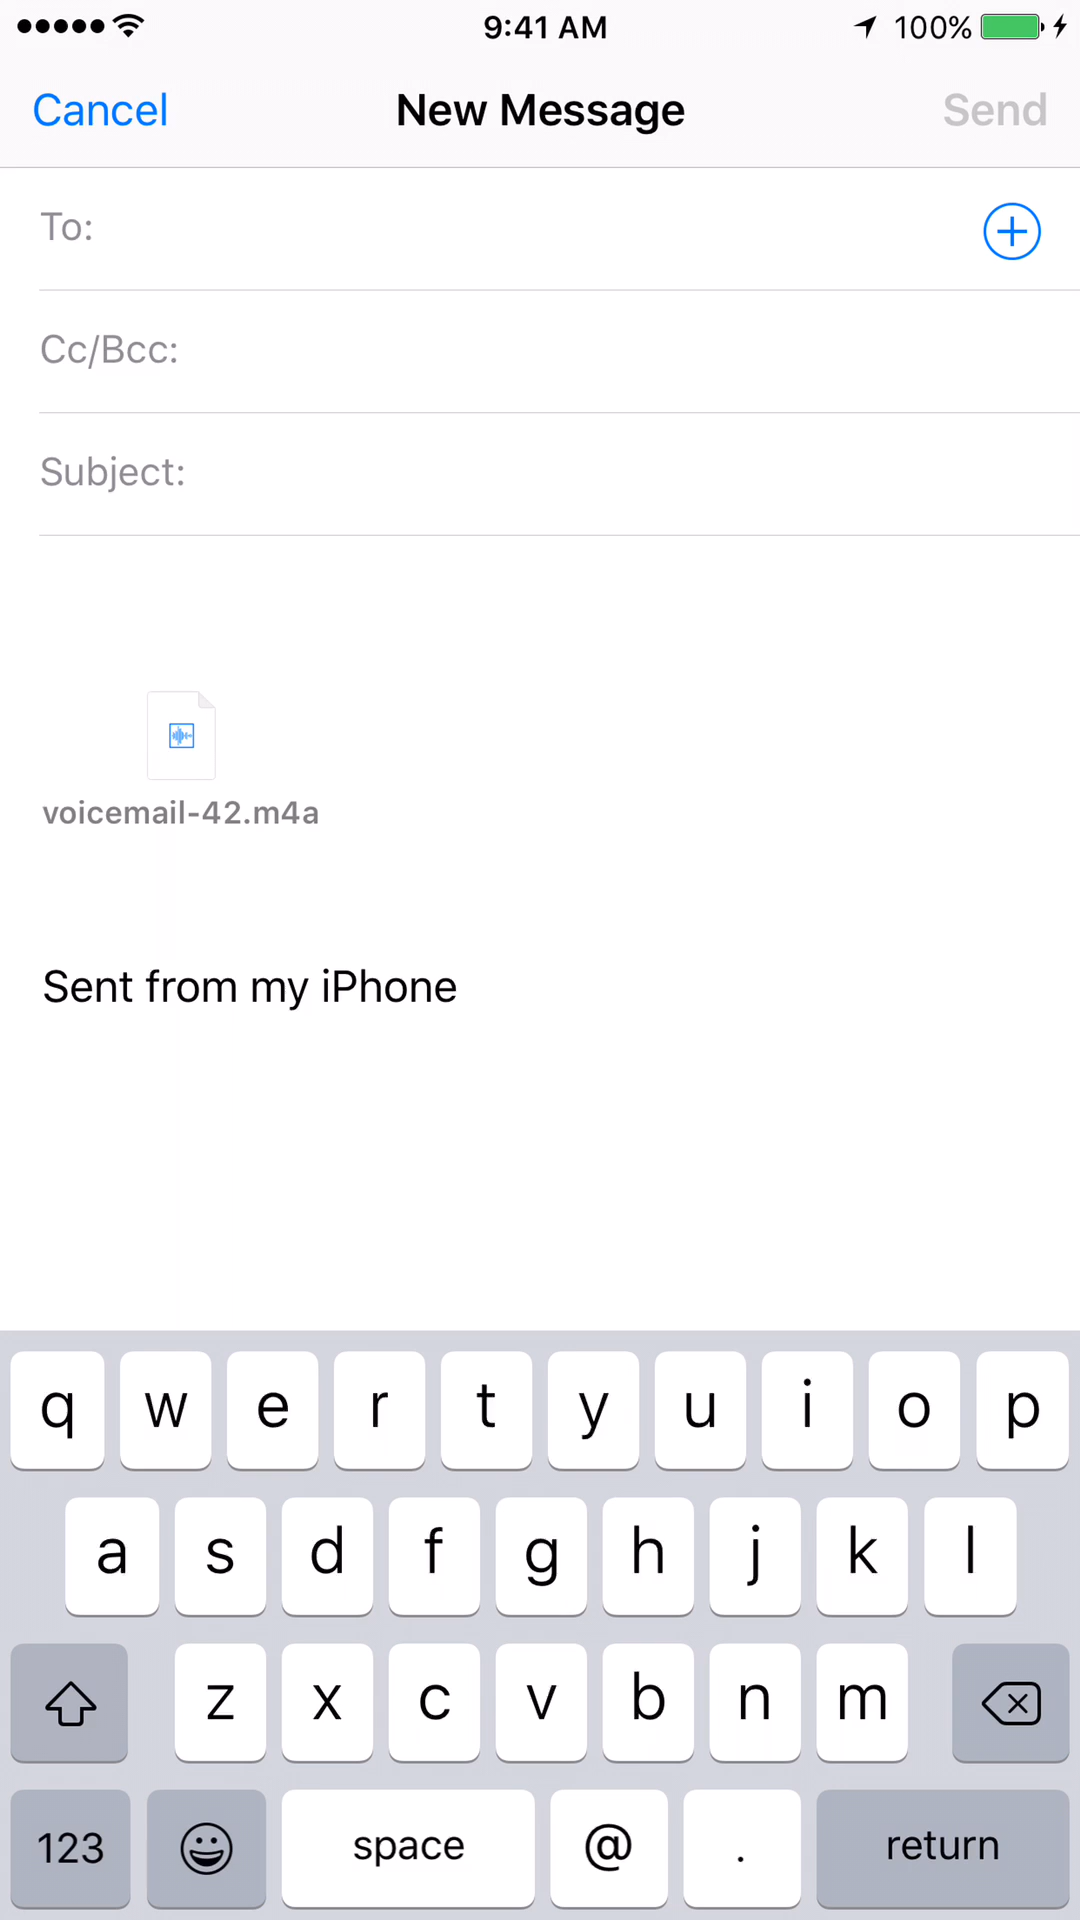 9:41 AM
100%
Cancel
New Message
Send
To:
Cc/Bcc:
Subject:
voicemail-42.m4a
Sent from my iPhone
q w e r t y u i o p
a s d f g h j k l
z x c v b n m
123 space @ . return